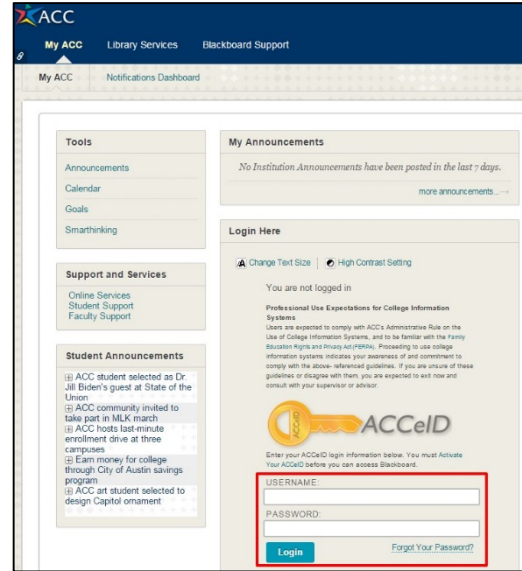 ACC
My ACC Library Services Blackboard Support
My ACC Notifications Dashboard
Tools
Announcements
Calendar
Goals
Smarthinking
Support and Services
Online Services
Student Support
Faculty Support
Student Announcements
ACC student selected as Dr.
Jill Biden's guest at State of the
Union
ACC community invited to
take part in MLK march
ACC hosts last-minute
enrollment drive at three
campuses
Earn money for college
through City of Austin savings
program
ACC art student selected to
design Capitol ornament
My Announcements
No Institution Announcements have been posted in the last 7 days.
more announcements...→
Login Here
A Change Text Size High Contrast Setting
You are not logged in
Professional Use Expectations for College Information
Systems
Users are expected to comply with ACC's Administrative Rule on the
Use of College Information Systems, and to be familiar with the Family
Education Rights and Privacy Act (FERPA). Proceeding to use college
information systems indicates your awareness of and commitment to
comply with the above- referenced guidelines. If you are unsure of these
guidelines or disagree with them, you are expected to exit now and
consult with your supervisor or advisor.
ACCeID
ACCeID
Enter your ACCeID login information below. You must Activate
Your ACCeID before you can access Blackboard.
USERNAME:
PASSWORD:
Login Forgot Your Password?